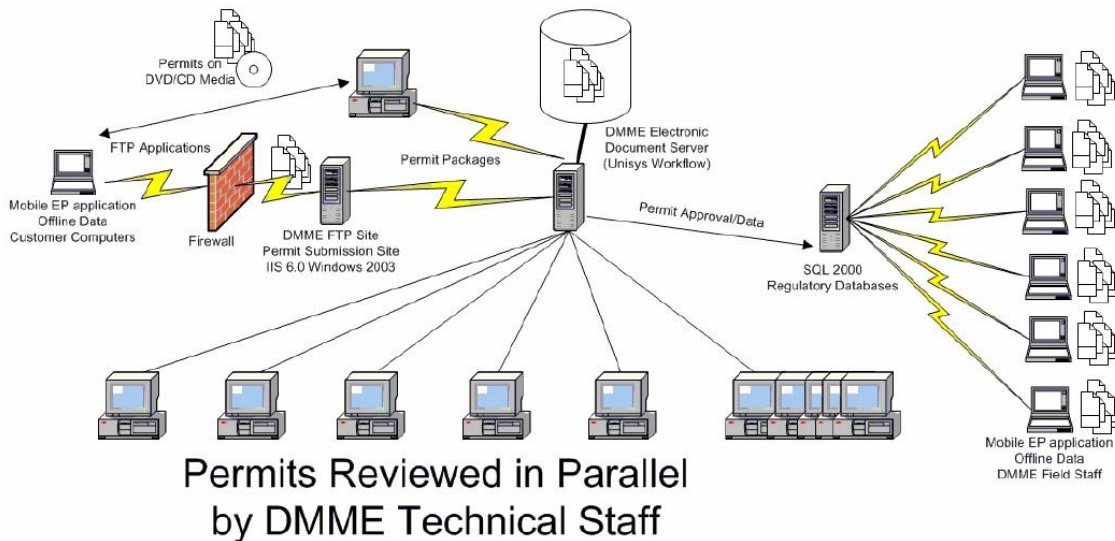 Permits on
DVD/CD Media
FTP Applications
Mobile EP application
Offline Data
Customer Computers
Firewall
DMME FTP Site
Permit Submission Site
IIS 6.0 Windows 2003
Permit Packages
DMME Electronic
Document Server
(Unisys Workflow)
Permit Approval/Data
SQL 2000
Regulatory Databases
Mobile EP application
Offline Data
DMME Field Staff
Permits Reviewed in Parallel
by DMME Technical Staff